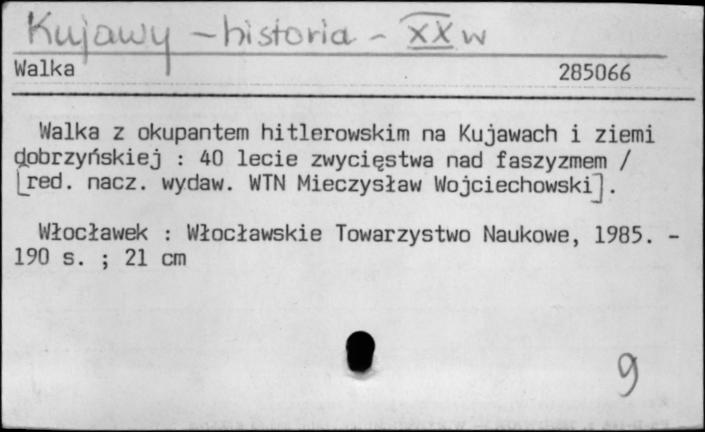 Kujawy - historia - XX w
Walka 285066
Walka z okupantem hitlerowskim na Kujawach i ziemi
dobrzyńskiej : 40 lecie zwycięstwa nad faszyzmem /
[red. nacz. wydaw. WTN Mieczysław Wojciechowski].
Włocławek : Włocławskie Towarzystwo Naukowe, 1985. -
190 s. ; 21 cm
9